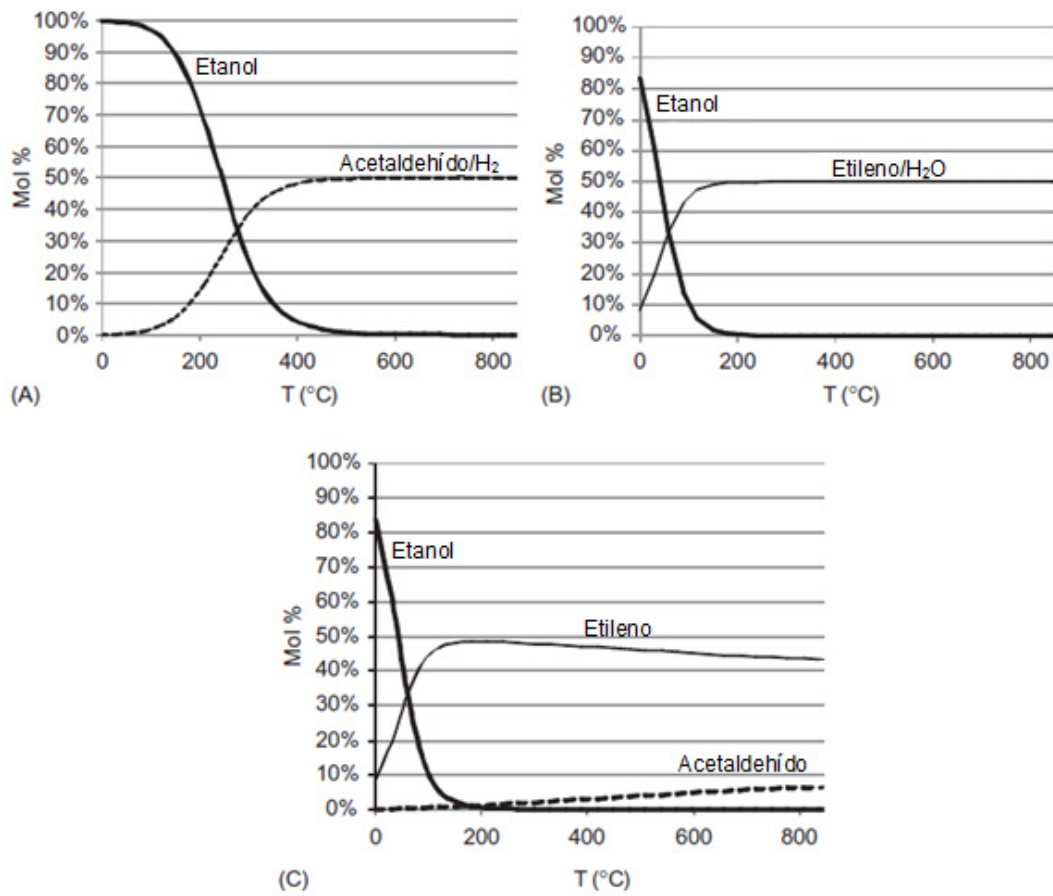 100%
90%
80%
70%
60%
50%
40%
30%
20%
10%
0%
Mol %
Etanol
Acetaldehído/H₂
0 200 400 600 800
(A) T (°C)
100%
90%
80%
70%
60%
50%
40%
30%
20%
10%
0%
Mol %
Etanol
Etileno/H₂O
0 200 400 600 800
(B) T (°C)
100%
90%
80%
70%
60%
50%
40%
30%
20%
10%
0%
Mol %
Etanol
Etileno
Acetaldehído
0 200 400 600 800
(C) T (°C)